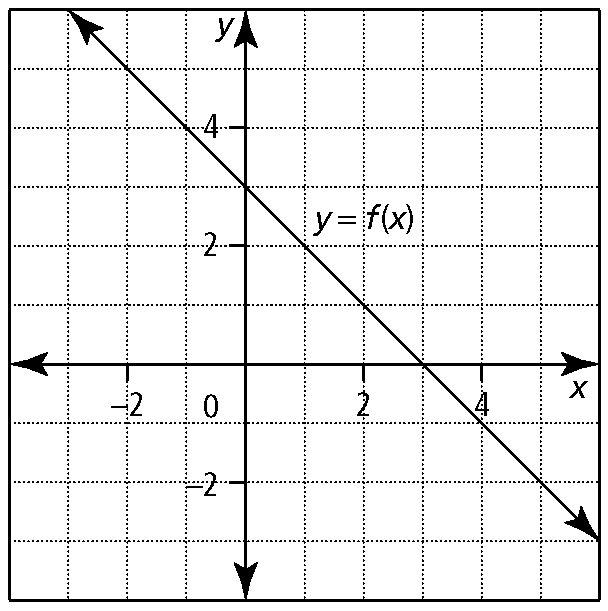 y
4
y = f(x)
2
–2 0 2 4 x
–2